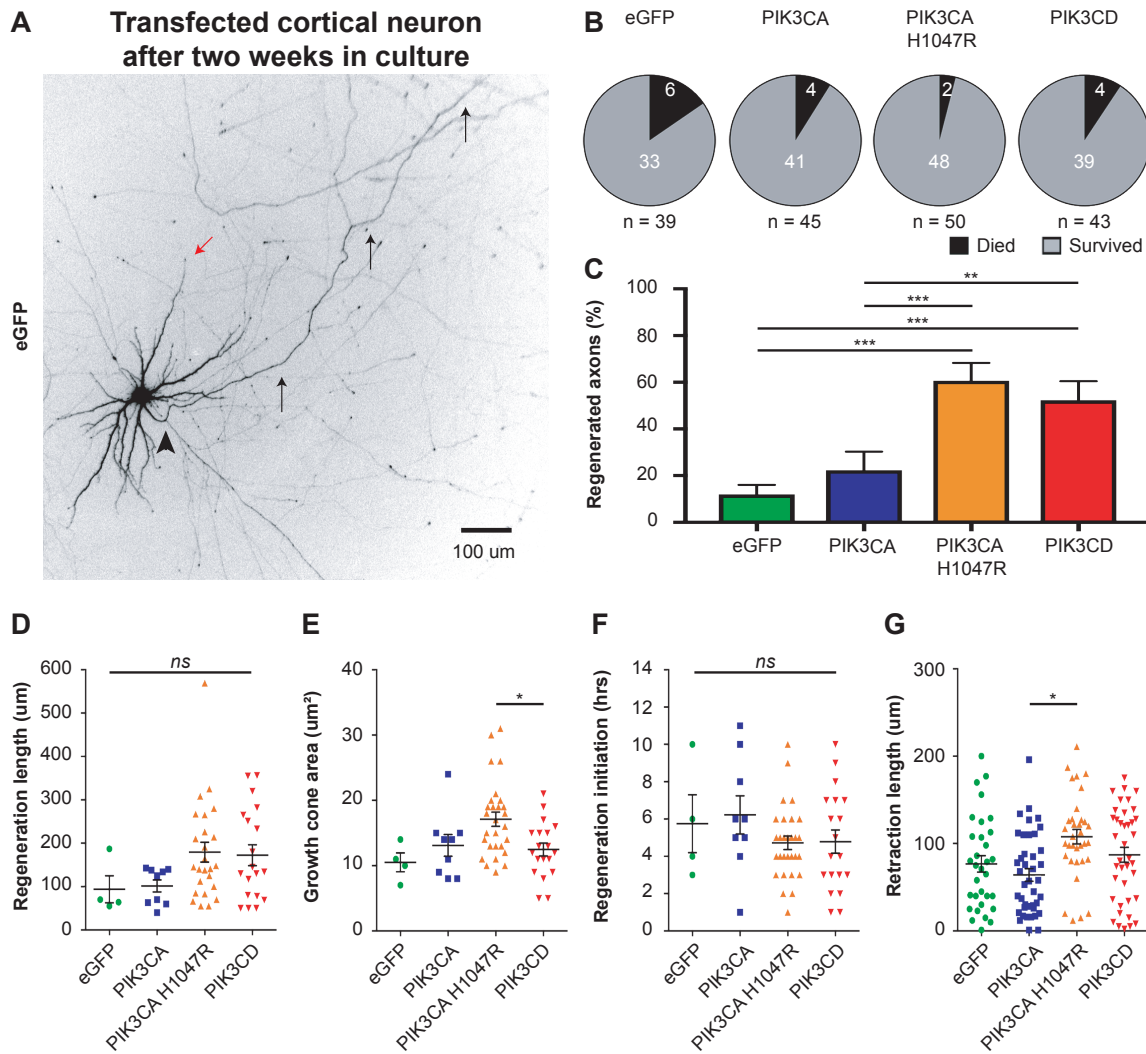 A
Transfected cortical neuron
after two weeks in culture
eGFP
100 um
B
eGFP
PIK3CA
PIK3CA
H1047R
PIK3CD
6
33
4
41
2
48
4
39
n = 39
n = 45
n = 50
n = 43
Died
Survived
C
Regenerated axons (%)
100
80
60
40
20
0
**
***
***
***
eGFP
PIK3CA
PIK3CA
H1047R
PIK3CD
D
Regeneration length (um)
600
500
400
300
200
100
0
ns
eGFP
PIK3CA
PIK3CA H1047R
PIK3CD
E
Growth cone area (um²)
40
30
20
10
0
*
eGFP
PIK3CA
PIK3CA H1047R
PIK3CD
F
Regeneration initiation (hrs)
14
12
10
8
6
4
2
0
ns
eGFP
PIK3CA
PIK3CA H1047R
PIK3CD
G
Retraction length (um)
300
200
100
0
*
eGFP
PIK3CA
PIK3CA H1047R
PIK3CD